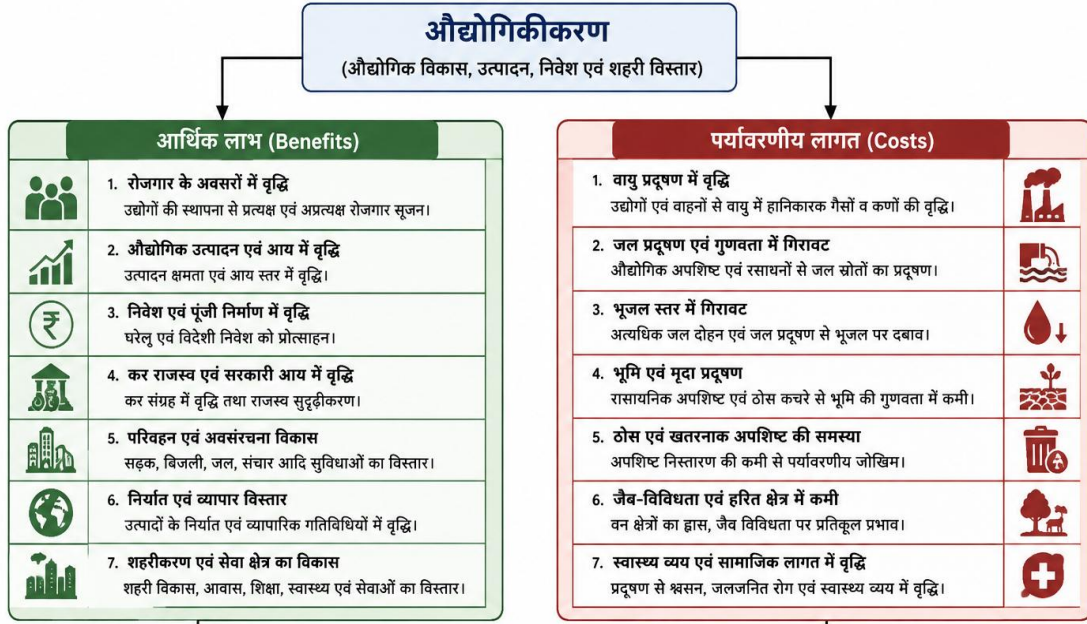 औद्योगिकीकरण
(औद्योगिक विकास, उत्पादन, निवेश एवं शहरी विस्तार)
आर्थिक लाभ (Benefits)
1. रोजगार के अवसरों में वृद्धि
उद्योगों की स्थापना से प्रत्यक्ष एवं अप्रत्यक्ष रोजगार सृजन।
2. औद्योगिक उत्पादन एवं आय में वृद्धि
उत्पादन क्षमता एवं आय स्तर में वृद्धि।
3. निवेश एवं पूंजी निर्माण में वृद्धि
घरेलू एवं विदेशी निवेश को प्रोत्साहन।
4. कर राजस्व एवं सरकारी आय में वृद्धि
कर संग्रह में वृद्धि तथा राजस्व सुदृढ़ीकरण।
5. परिवहन एवं अवसंरचना विकास
सड़क, बिजली, जल, संचार आदि सुविधाओं का विस्तार।
6. निर्यात एवं व्यापार विस्तार
उत्पादों के निर्यात एवं व्यापारिक गतिविधियों में वृद्धि।
7. शहरीकरण एवं सेवा क्षेत्र का विकास
शहरी विकास, आवास, शिक्षा, स्वास्थ्य एवं सेवाओं का विस्तार।
पर्यावरणीय लागत (Costs)
1. वायु प्रदूषण में वृद्धि
उद्योगों एवं वाहनों से वायु में हानिकारक गैसों व कणों की वृद्धि।
2. जल प्रदूषण एवं गुणवता में गिरावट
औद्योगिक अपशिष्ट एवं रसायनों से जल स्रोतों का प्रदूषण।
3. भूजल स्तर में गिरावट
अत्यधिक जल दोहन एवं जल प्रदूषण से भूजल पर दबाव।
4. भूमि एवं मृदा प्रदूषण
रासायनिक अपशिष्ट एवं ठोस कचरे से भूमि की गुणवता में कमी।
5. ठोस एवं खतरनाक अपशिष्ट की समस्या
अपशिष्ट निस्तारण की कमी से पर्यावरणीय जोखिम।
6. जैब-विविधता एवं हरित क्षेत्र में कमी
वन क्षेत्रों का ह्रास, जैव विविधता पर प्रतिकूल प्रभाव।
7. स्वास्थ्य व्यय एवं सामाजिक लागत में वृद्धि
प्रदूषण से श्वसन, जलजनित रोग एवं स्वास्थ्य व्यय में वृद्धि।